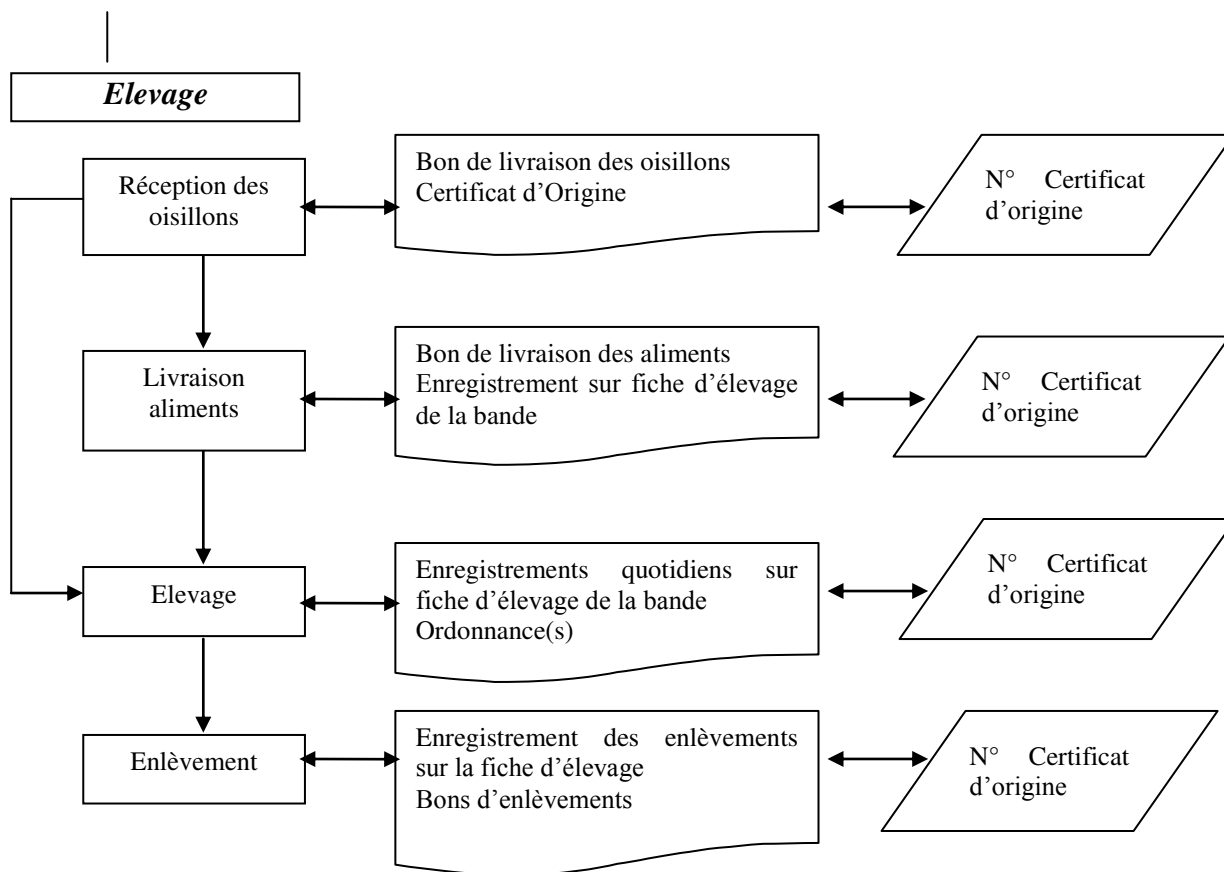 Elevage
Réception des
oisillons
Bon de livraison des oisillons
Certificat d’Origine
N° Certificat
d’origine
Livraison
aliments
Bon de livraison des aliments
Enregistrement sur fiche d’élevage
de la bande
N° Certificat
d’origine
Elevage
Enregistrements quotidiens sur
fiche d’élevage de la bande
Ordonnance(s)
N° Certificat
d’origine
Enlèvement
Enregistrement des enlèvements
sur la fiche d’élevage
Bons d’enlèvements
N° Certificat
d’origine